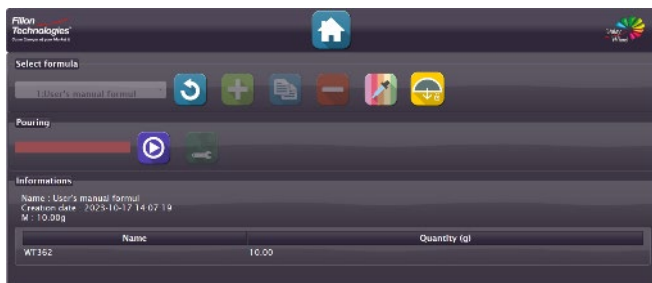 Fillon
Technologies
Select formula
1:User's manual formul
Pouring
Informations
Name : User's manual formul
Creation date : 2023-10-17 14:07:19
M : 10.00g
Name Quantity (g)
WT362 10.00